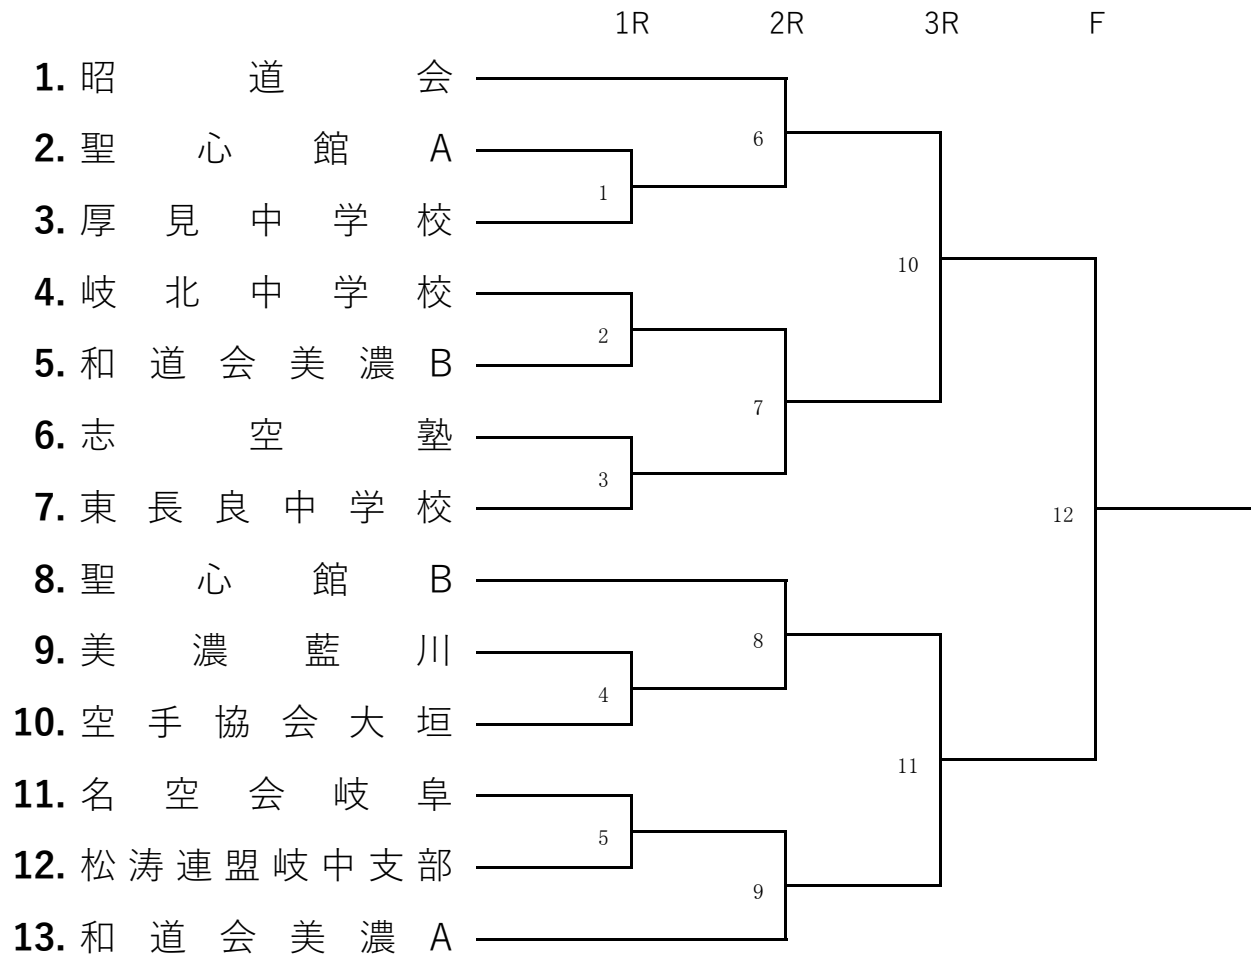 1R 2R 3R F
1. 昭道会
6
2. 聖心館A
1
3. 厚見中学校
10
4. 岐北中学校
2
5. 和道会美濃B
7
6. 志空塾
3
7. 東長良中学校
12
8. 聖心館B
8
9. 美濃藍川
4
10. 空手協会大垣
11
11. 名空会岐阜
5
12. 松涛連盟岐中支部
9
13. 和道会美濃A